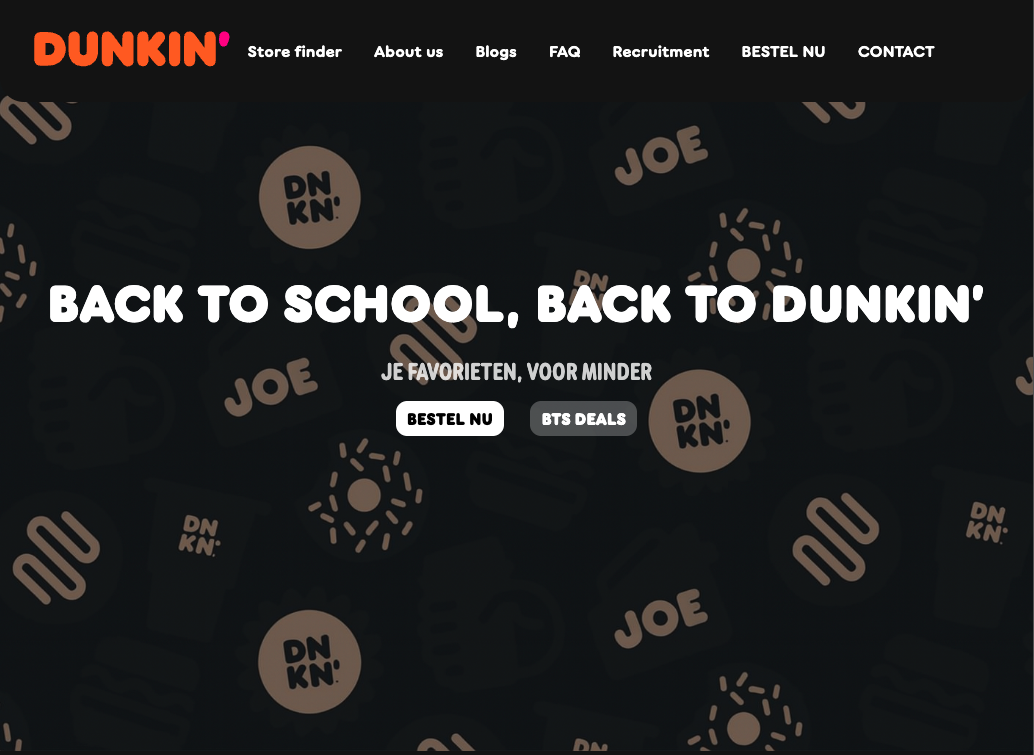 DUNKIN' Store finder About us Blogs FAQ Recruitment BESTEL NU CONTACT
JOE
DN
KN'
DN
BACK TO SCHOOL, BACK TO DUNKIN'
JE FAVORIETEN, VOOR MINDER
JOE
BESTEL NU BTS DEALS
DN
KN'
DN
KN'
DN
KN'
JOE
DN
KN'
DN